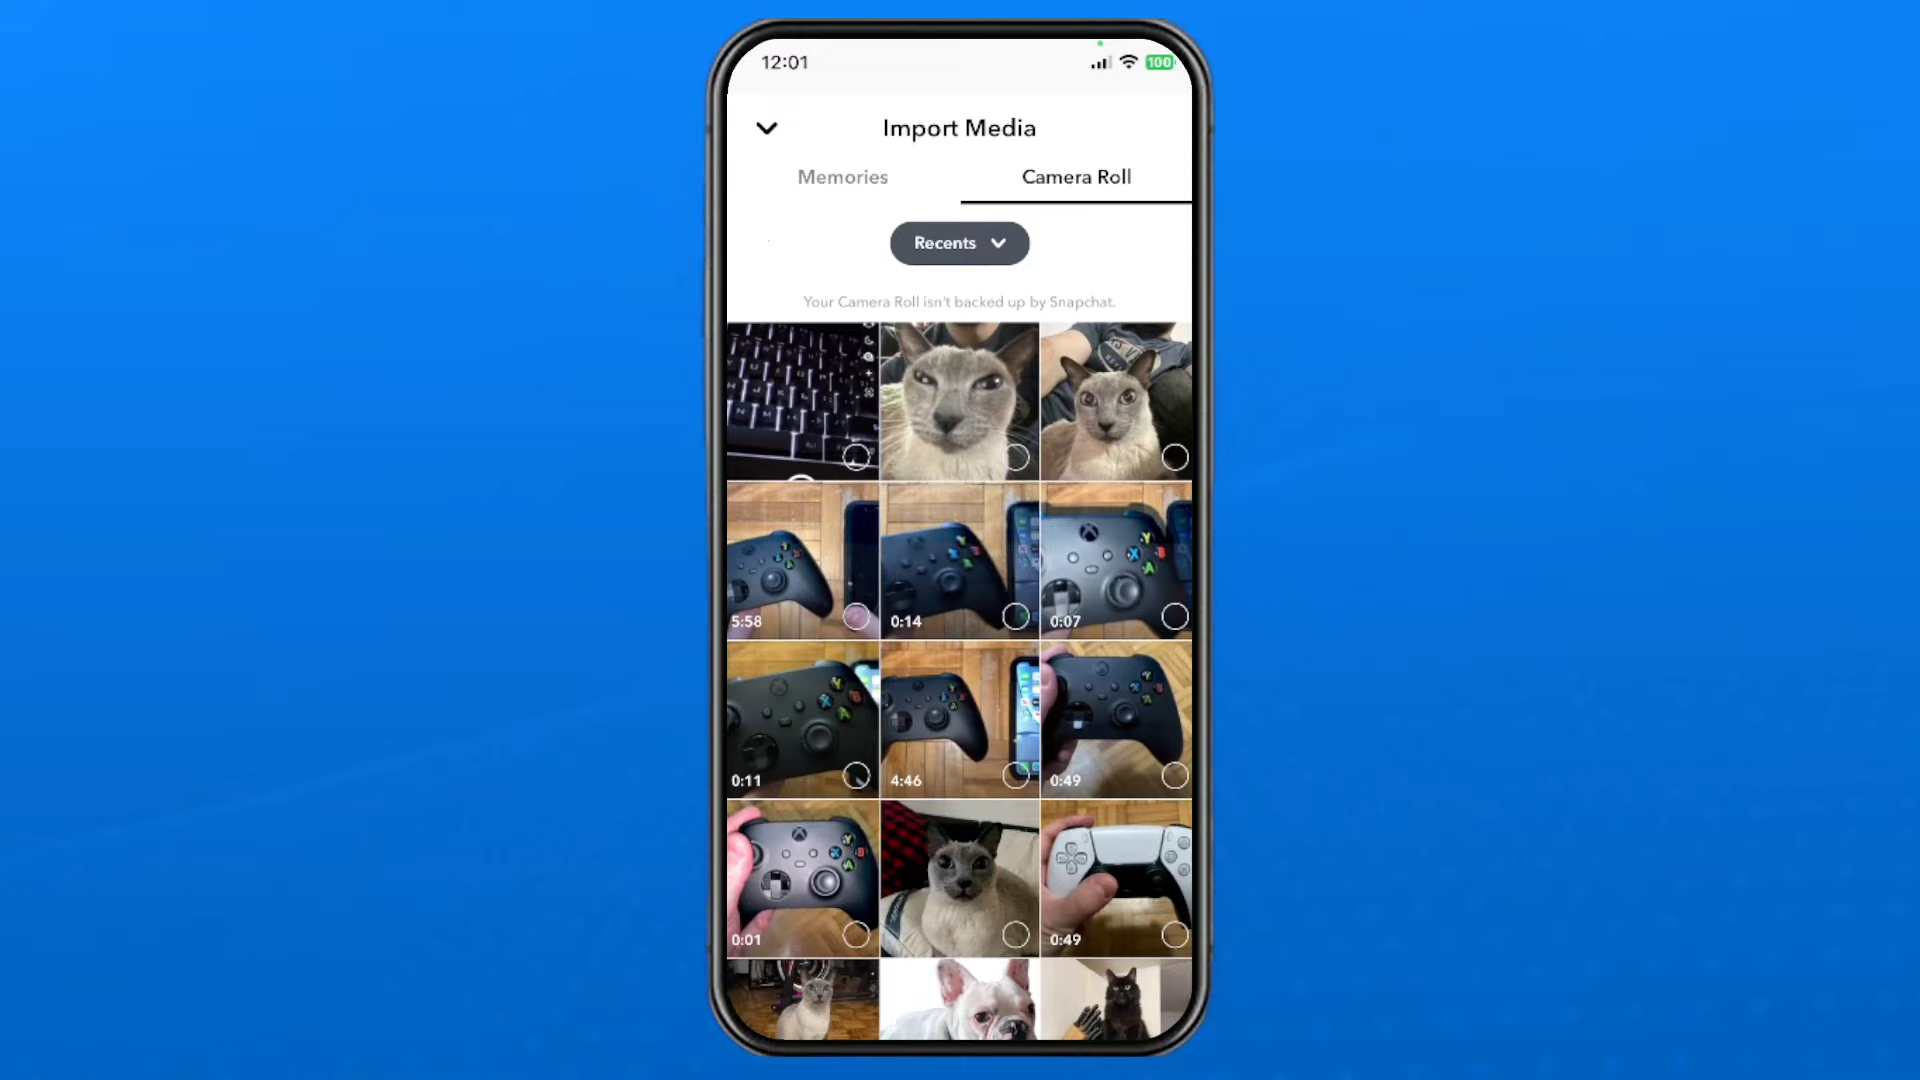 12:01
100
Import Media
Memories
Camera Roll
Recents
Your Camera Roll isn't backed up by Snapchat.
5:58
0:14
0:07
0:11
4:46
0:49
0:01
0:49